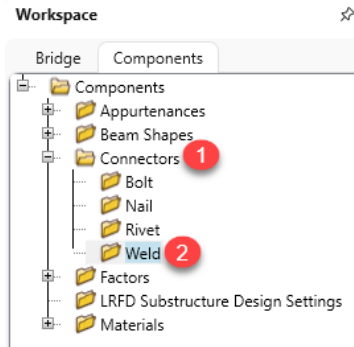 Workspace
Bridge Components
Components
Appurtenances
Beam Shapes
Connectors 1
Bolt
Nail
Rivet
Weld 2
Factors
LRFD Substructure Design Settings
Materials